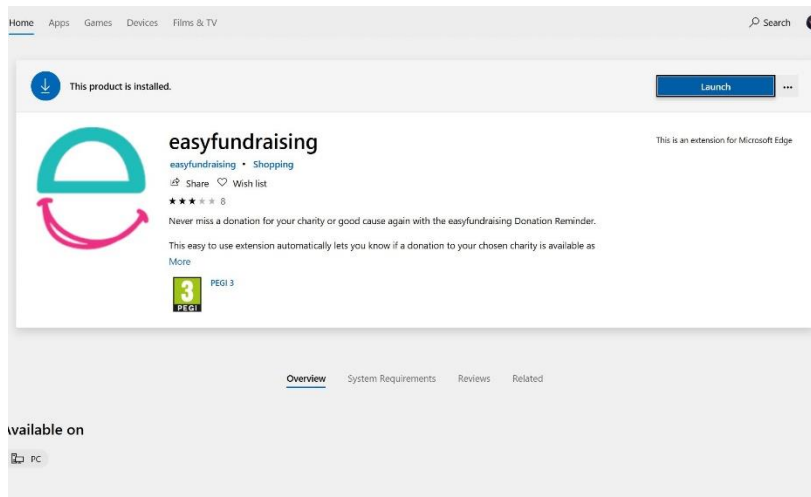 Home Apps Games Devices Films & TV Search
This product is installed. Launch ...
easyfundraising
This is an extension for Microsoft Edge
easyfundraising • Shopping
Share Wish list
8
Never miss a donation for your charity or good cause again with the easyfundraising Donation Reminder.
This easy to use extension automatically lets you know if a donation to your chosen charity is available as
More
3 PEGI 3
PEGI
Overview System Requirements Reviews Related
Available on
PC